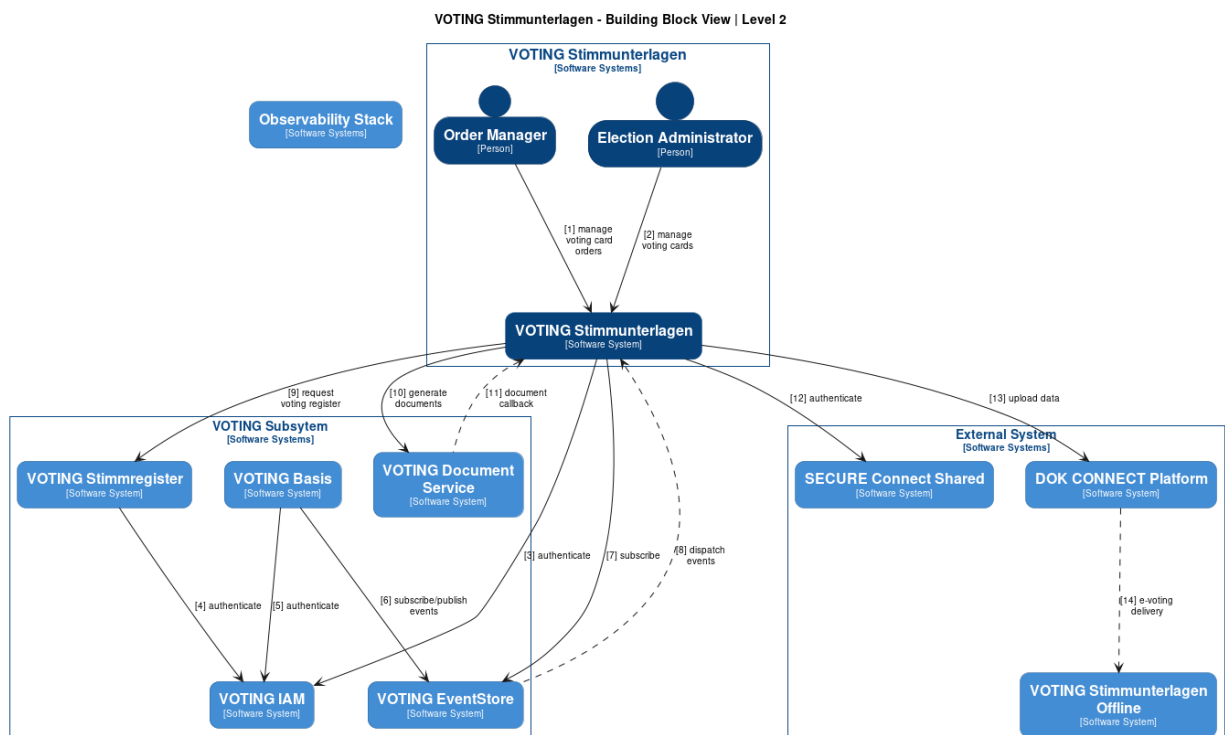 VOTING Stimmunterlagen - Building Block View | Level 2
VOTING Stimmunterlagen
[Software Systems]
Observability Stack
[Software Systems]
Order Manager
[Person]
Election Administrator
[Person]
[1] manage
voting card
orders
[2] manage
voting cards
VOTING Stimmunterlagen
[Software System]
[9] request
voting register
[10] generate
documents
[11] document
callback
[12] authenticate
[13] upload data
VOTING Subsytem
[Software Systems]
External System
[Software Systems]
VOTING Stimmregister
[Software System]
VOTING Basis
[Software System]
VOTING Document
Service
[Software System]
SECURE Connect Shared
[Software System]
DOK CONNECT Platform
[Software System]
[3] authenticate
[7] subscribe
[8] dispatch
events
[4] authenticate
[5] authenticate
[6] subscribe/publish
events
[14] e-voting
delivery
VOTING IAM
[Software System]
VOTING EventStore
[Software System]
VOTING Stimmunterlagen
Offline
[Software System]